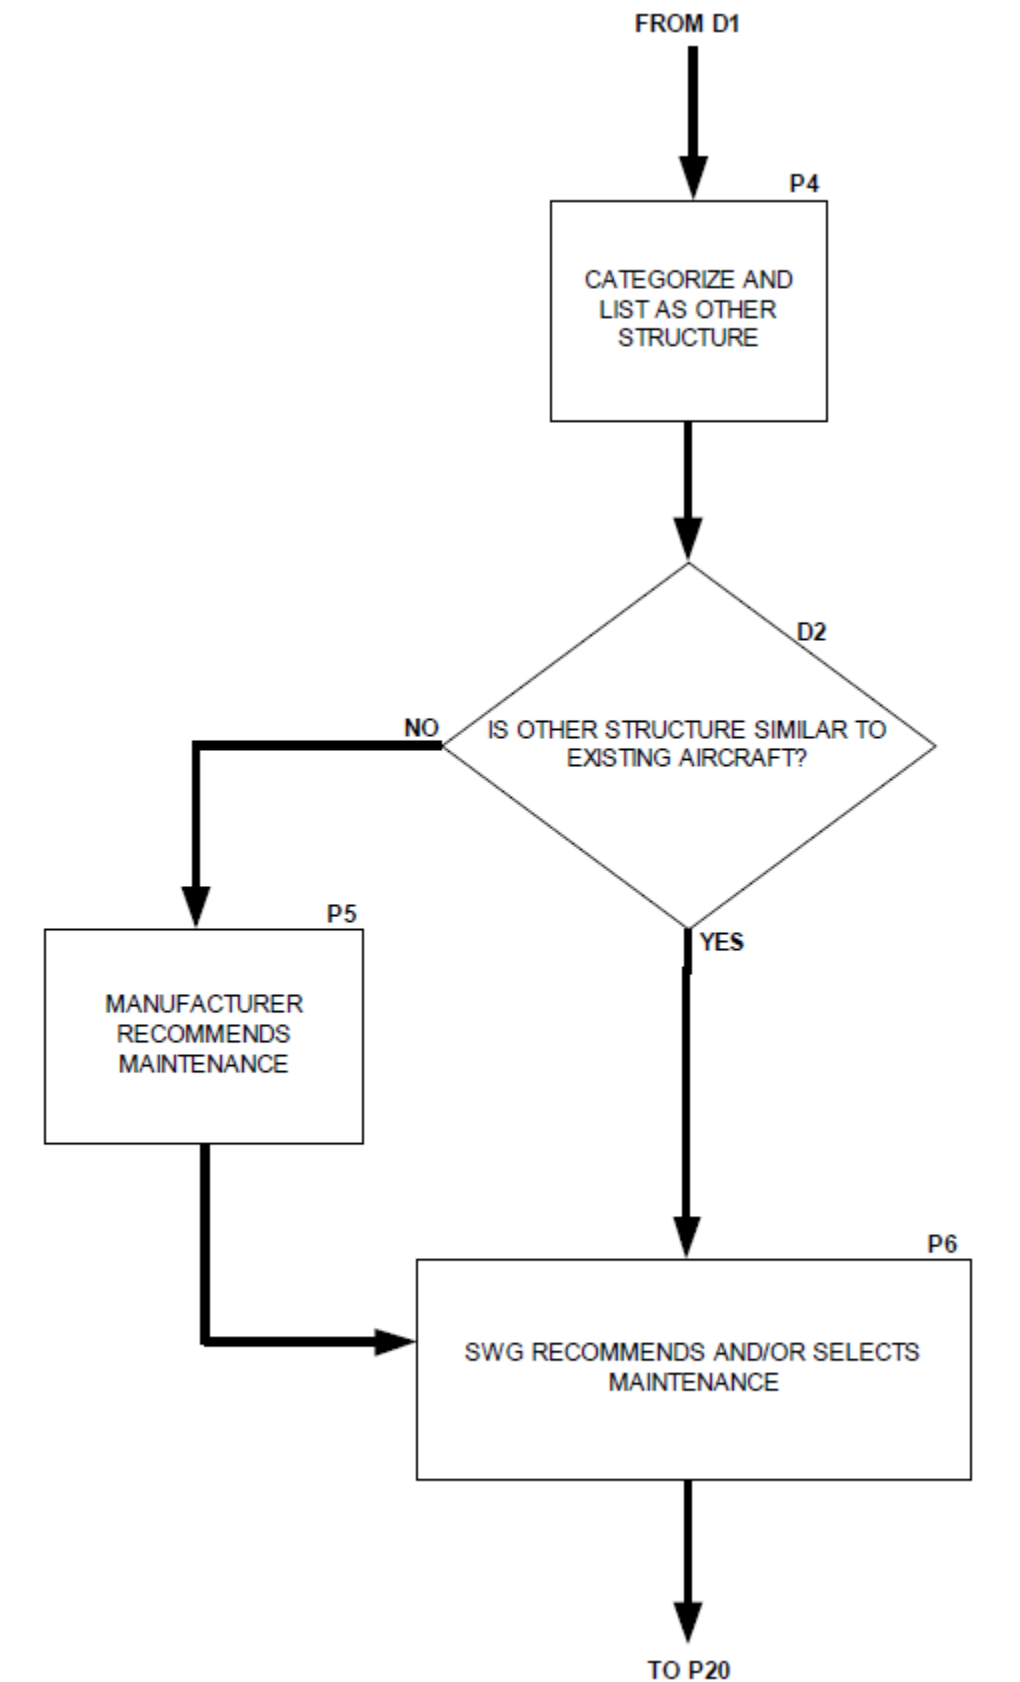 FROM D1
P4
CATEGORIZE AND
LIST AS OTHER
STRUCTURE
D2
IS OTHER STRUCTURE SIMILAR TO
EXISTING AIRCRAFT?
NO
YES
P5
MANUFACTURER
RECOMMENDS
MAINTENANCE
P6
SWG RECOMMENDS AND/OR SELECTS
MAINTENANCE
TO P20